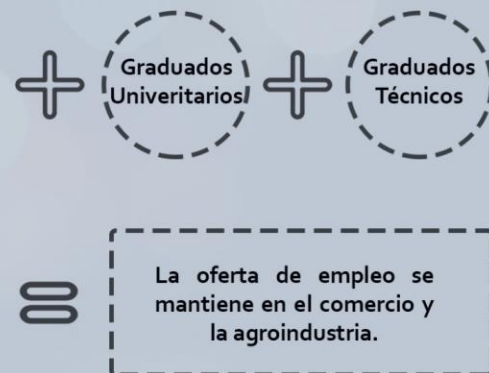 Graduados
Univeritarios
Graduados
Técnicos
La oferta de empleo se
mantiene en el comercio y
la agroindustria.